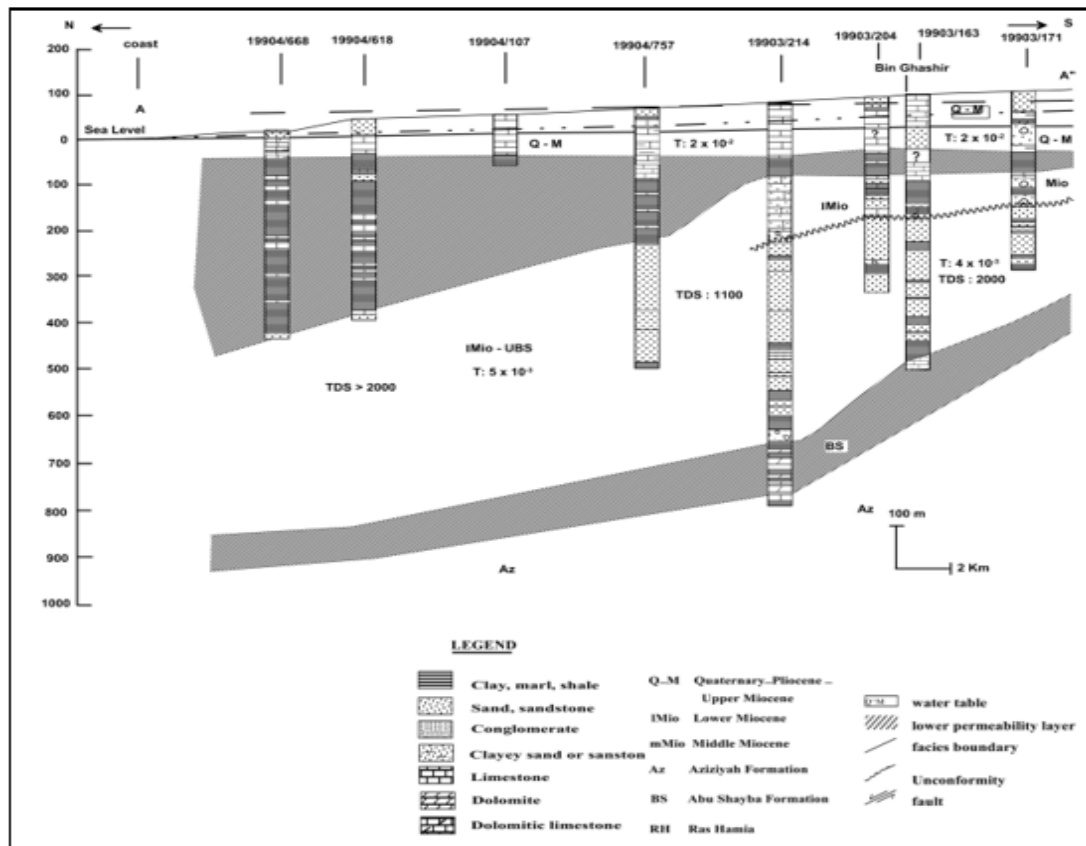 N
S
coast
19904/668
19904/618
19904/107
19904/757
19903/214
19903/204
19903/163
19903/171
Bin Ghashir
200
100
0
100
200
300
400
500
600
700
800
900
1000
A
Sea Level
Q - M
T: 2 x 10⁻²
Q - M
T: 2 x 10⁻²
Q - M
?
?
Mio
lMio
T: 4 x 10⁻³
TDS : 2000
TDS : 1100
lMio - UBS
T: 5 x 10⁻³
TDS > 2000
BS
Az
Az
100 m
2 Km
LEGEND
Clay, marl, shale
Sand, sandstone
Conglomerate
Clayey sand or sanston
Limestone
Dolomite
Dolomitic limestone
Q-M Quaternary-Pliocene -
Upper Miocene
lMio Lower Miocene
mMio Middle Miocene
Az Aziziyah Formation
BS Abu Shayba Formation
RH Ras Hamia
water table
lower permeability layer
facies boundary
Unconformity
fault